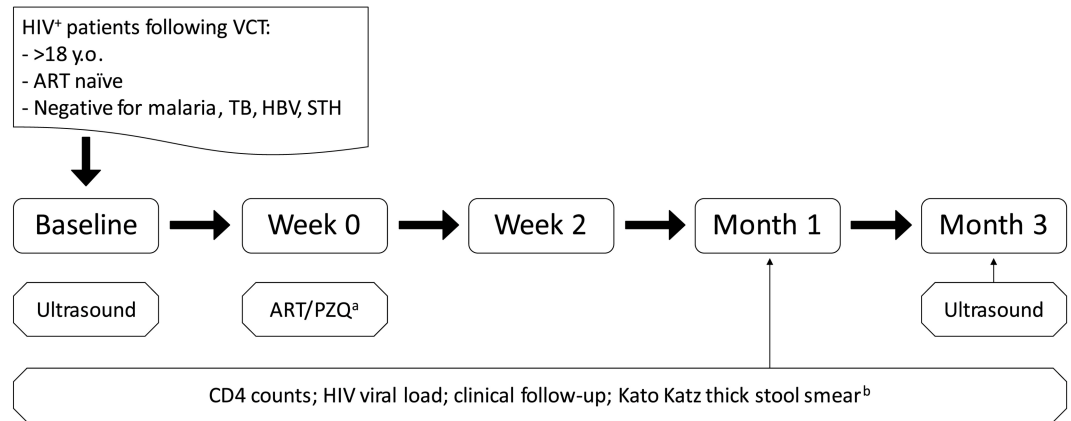 HIV⁺ patients following VCT:
- >18 y.o.
- ART naïve
- Negative for malaria, TB, HBV, STH
Baseline
Week 0
Week 2
Month 1
Month 3
Ultrasound
ART/PZQᵃ
Ultrasound
CD4 counts; HIV viral load; clinical follow-up; Kato Katz thick stool smearᵇ